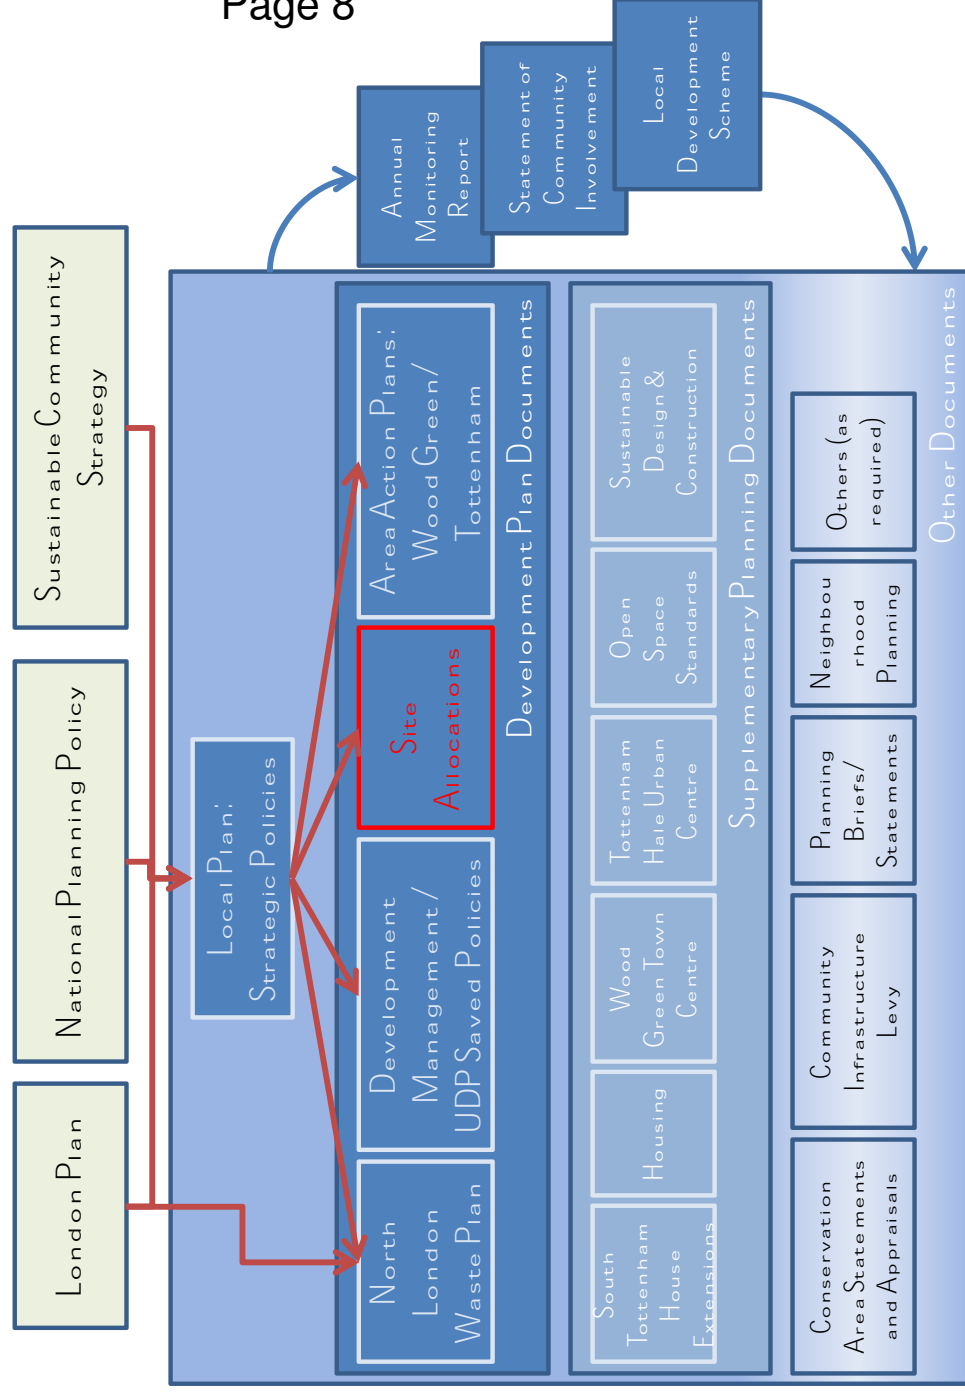 Page 8
London Plan
National Planning Policy
Sustainable Community
Strategy
Local Plan:
Strategic Policies
North
London
Waste Plan
Development
Management /
UDP Saved Policies
Site
Allocations
Area Action Plans:
Wood Green/
Tottenham
Development Plan Documents
South
Tottenham
House
Extensions
Housing
Wood
Green Town
Centre
Tottenham
Hale Urban
Centre
Open
Space
Standards
Sustainable
Design &
Construction
Supplementary Planning Documents
Conservation
Area Statements
and Appraisals
Community
Infrastructure
Levy
Planning
Briefs/
Statements
Neighbou
rhood
Planning
Others (as
required)
Other Documents
Annual
Monitoring
Report
Statement of
Community
Involvement
Local
Development
Scheme